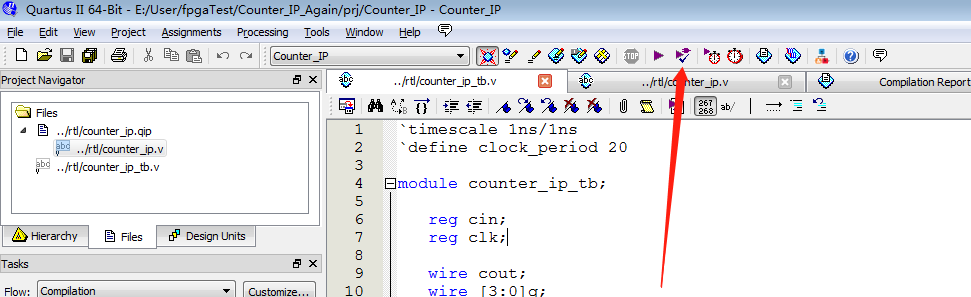 Quartus II 64-Bit - E:/User/fpgaTest/Counter_IP_Again/prj/Counter_IP - Counter_IP
File Edit View Project Assignments Processing Tools Window Help
Counter_IP
STOP
Project Navigator
../rtl/counter_ip_tb.v ../rtl/counter_ip.v Compilation Report
Files
../rtl/counter_ip.qip
abc ../rtl/counter_ip.v
abc ../rtl/counter_ip_tb.v
267
268 ab/
1 `timescale 1ns/1ns
2 `define clock_period 20
3
4 module counter_ip_tb;
5
6 reg cin;
7 reg clk;
8
9 wire cout;
10 wire [3:0]q;
Hierarchy Files Design Units
Tasks
Flow: Compilation Customize...